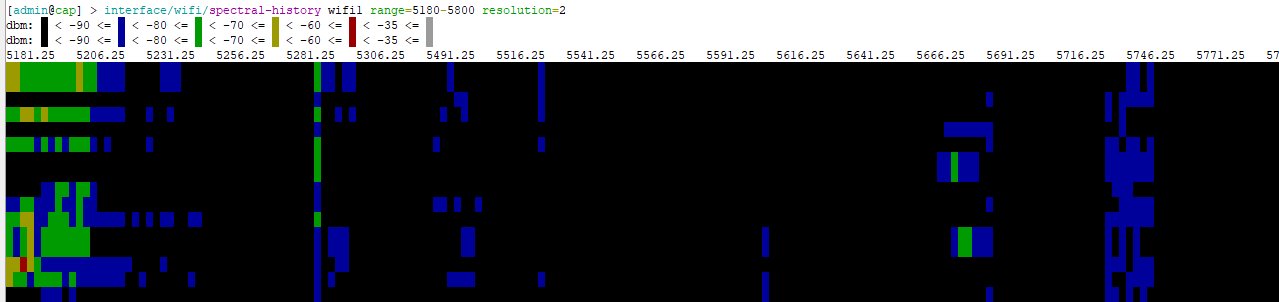 [admin@cap] > interface/wifi/spectral-history wifi1 range=5180-5800 resolution=2
dbm: < -90 <= < -80 <= < -70 <= < -60 <= < -35 <=
dbm: < -90 <= < -80 <= < -70 <= < -60 <= < -35 <=
5181.25 5206.25 5231.25 5256.25 5281.25 5306.25 5491.25 5516.25 5541.25 5566.25 5591.25 5616.25 5641.25 5666.25 5691.25 5716.25 5746.25 5771.25 57